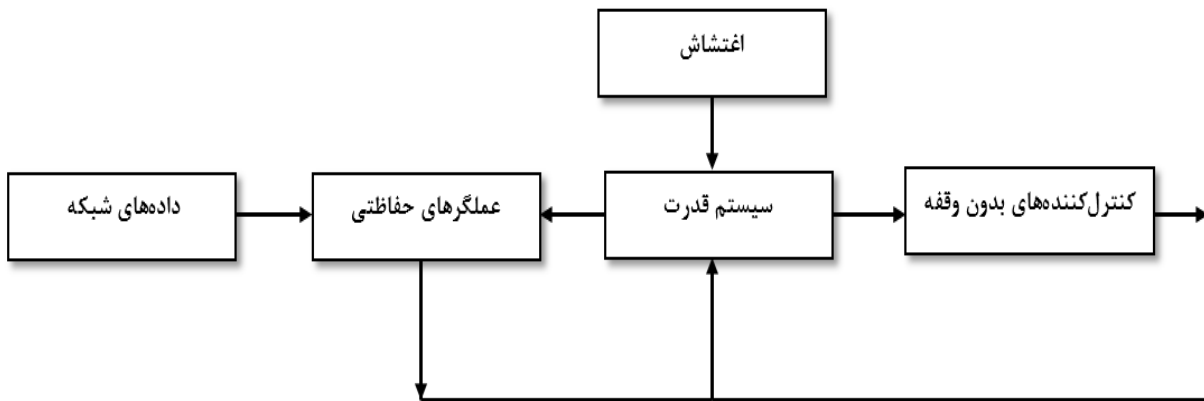 اغتشاش
داده‌های شبکه
عملگرهای حفاظتی
سیستم قدرت
کنترل‌کننده‌های بدون وقفه